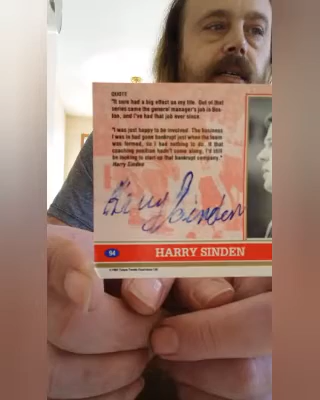 QUOTE
"It sure had a big effect on my life. Out of that
series came the general manager's job in Bos-
ton, and I've had that job ever since.
"I was just happy to be involved. The business
I was in had gone bankrupt just when the team
was formed, so I had nothing to do. If that
coaching position hadn't come along, I'd still
be looking to start up that bankrupt company."
Harry Sinden
Harry Sinden
94
HARRY SINDEN